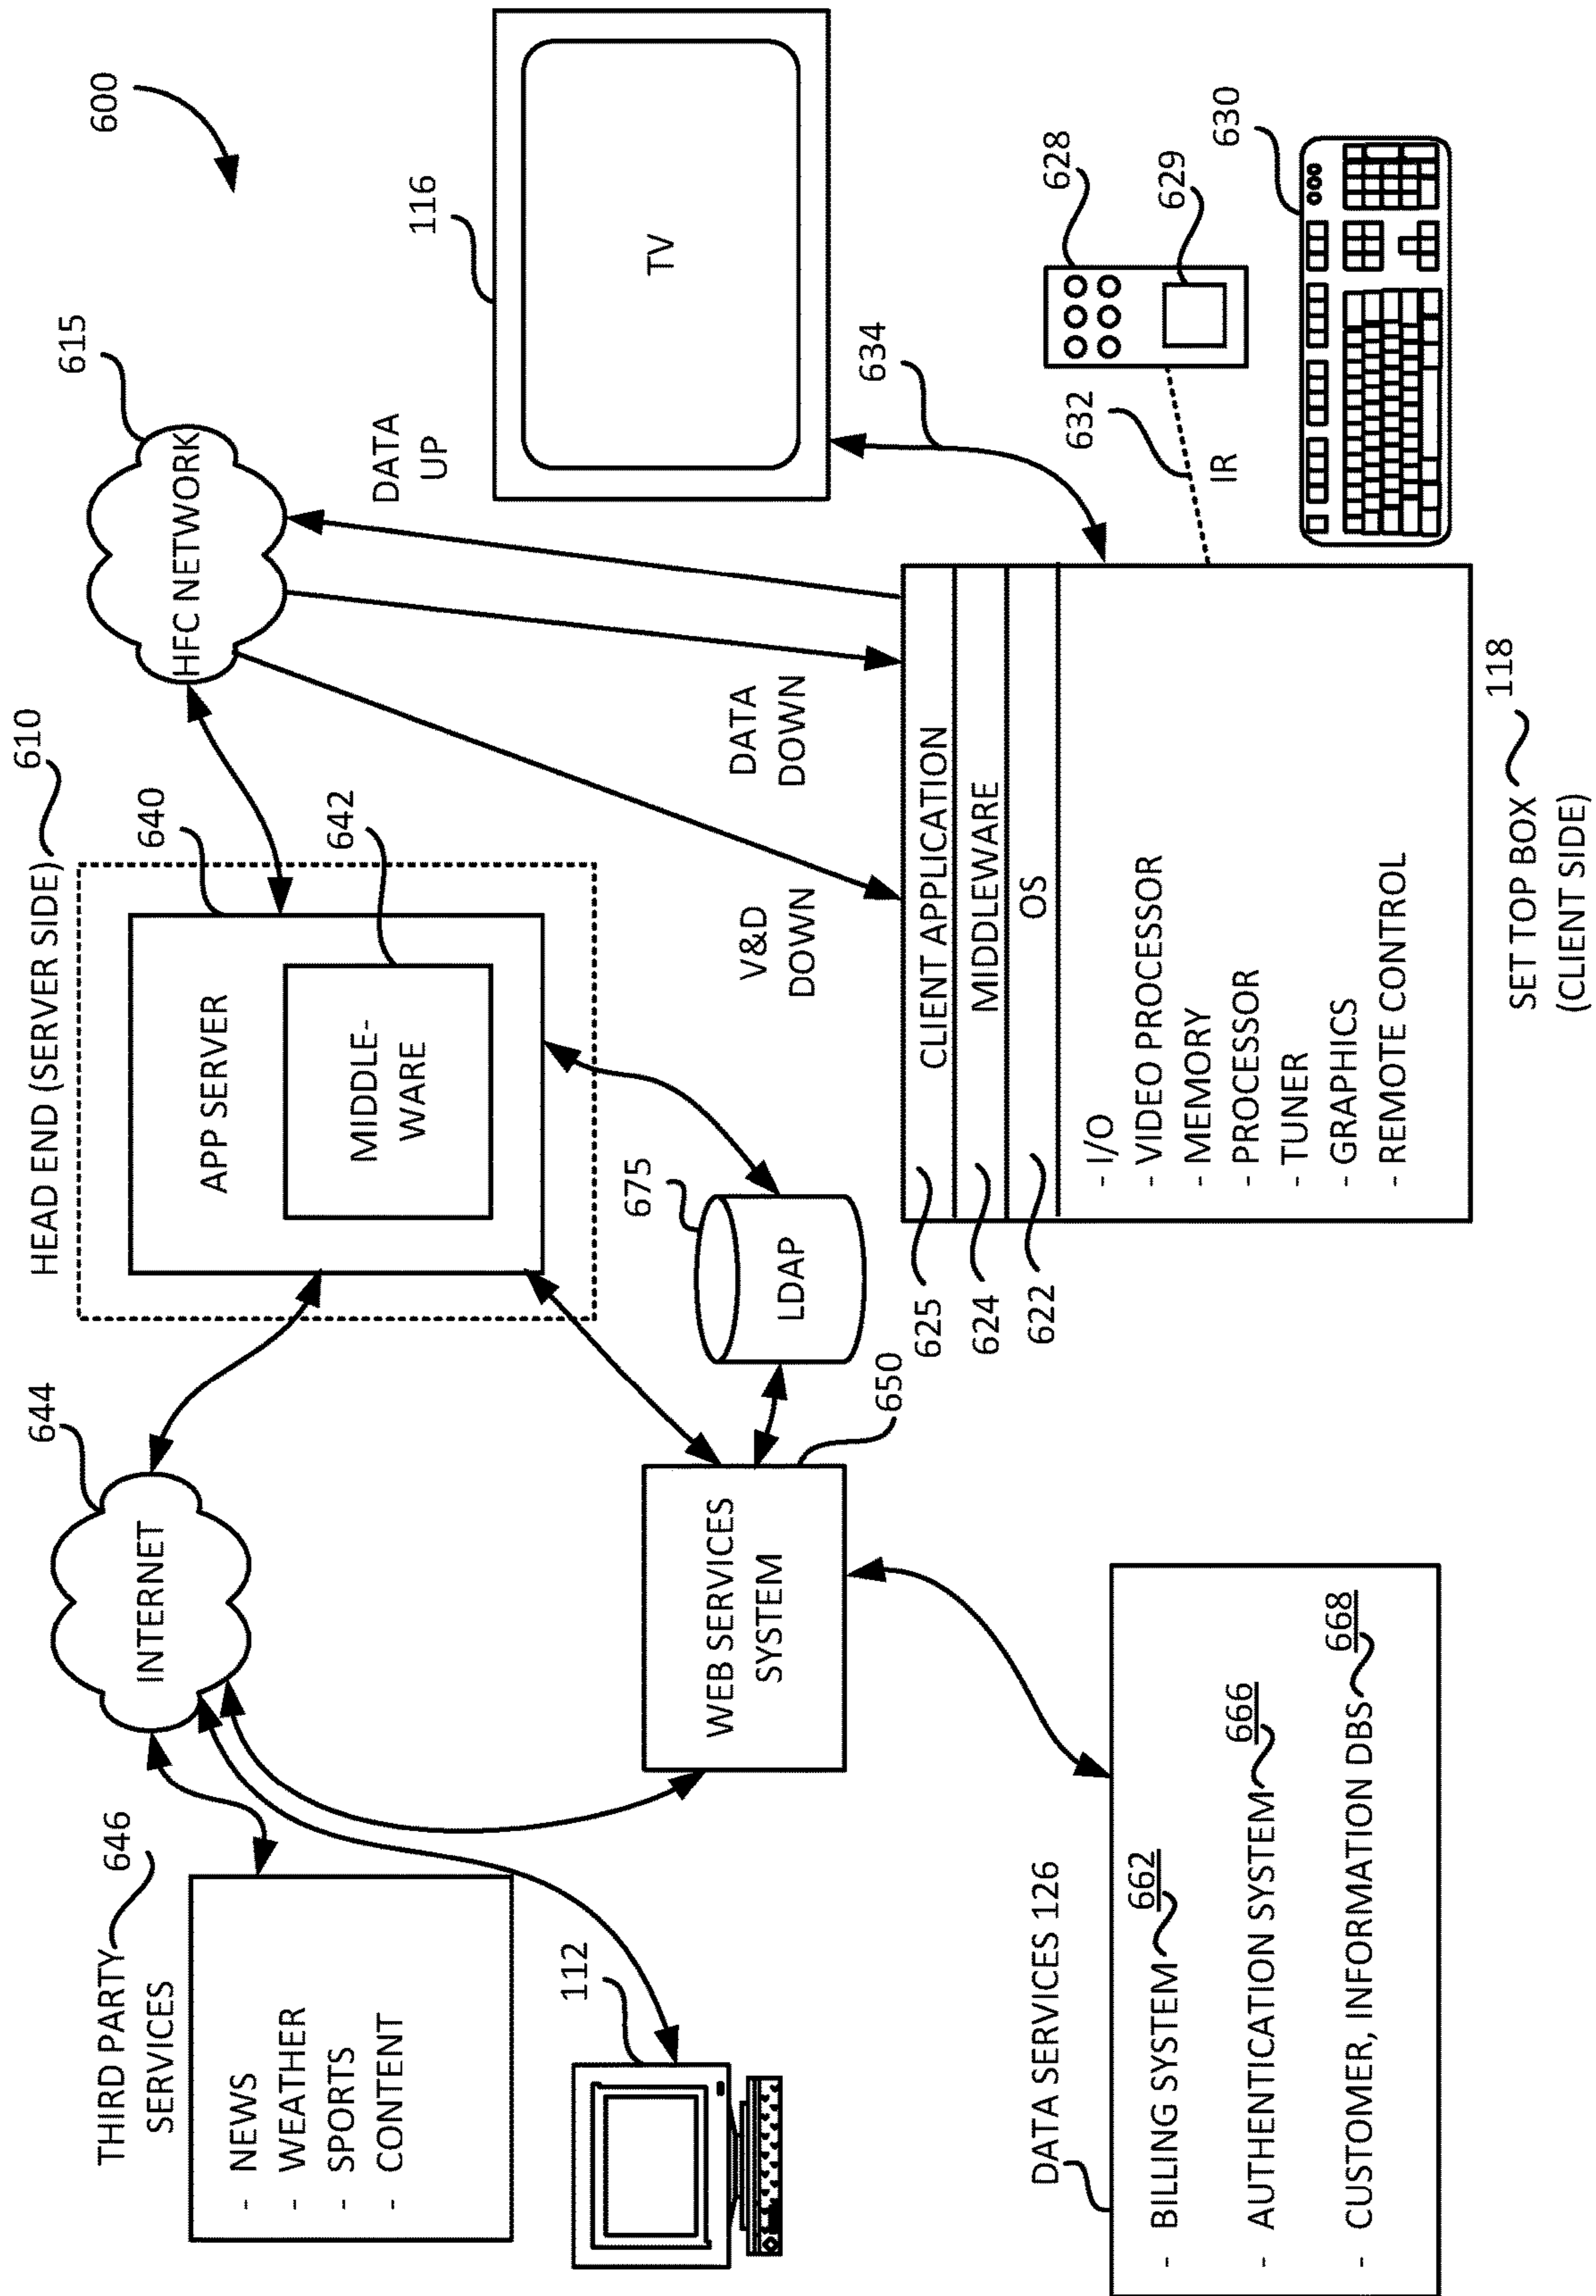 600
HEAD END (SERVER SIDE)
610
615
HFC NETWORK
640
642
APP SERVER
MIDDLE-
WARE
644
INTERNET
THIRD PARTY
SERVICES
646
- NEWS
- WEATHER
- SPORTS
- CONTENT
112
116
TV
DATA
UP
DATA
DOWN
V&D
DOWN
675
LDAP
650
WEB SERVICES
SYSTEM
634
628
629
632
IR
630
CLIENT APPLICATION
MIDDLEWARE
OS
625
624
622
- I/O
- VIDEO PROCESSOR
- MEMORY
- PROCESSOR
- TUNER
- GRAPHICS
- REMOTE CONTROL
SET TOP BOX
(CLIENT SIDE)
118
DATA SERVICES 126
- BILLING SYSTEM 662
- AUTHENTICATION SYSTEM 666
- CUSTOMER, INFORMATION DBS 668